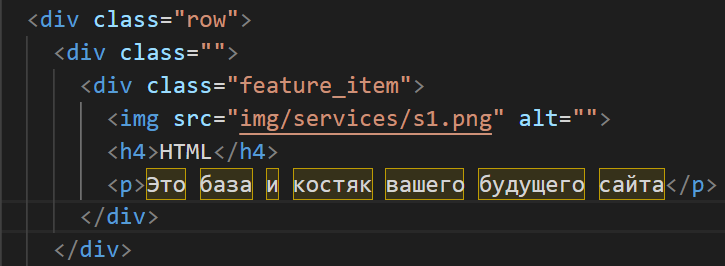 <div class="row">
<div class="">
<div class="feature_item">
<img src="img/services/s1.png" alt="">
<h4>HTML</h4>
<p>Это база и костяк вашего будущего сайта</p>
</div>
</div>